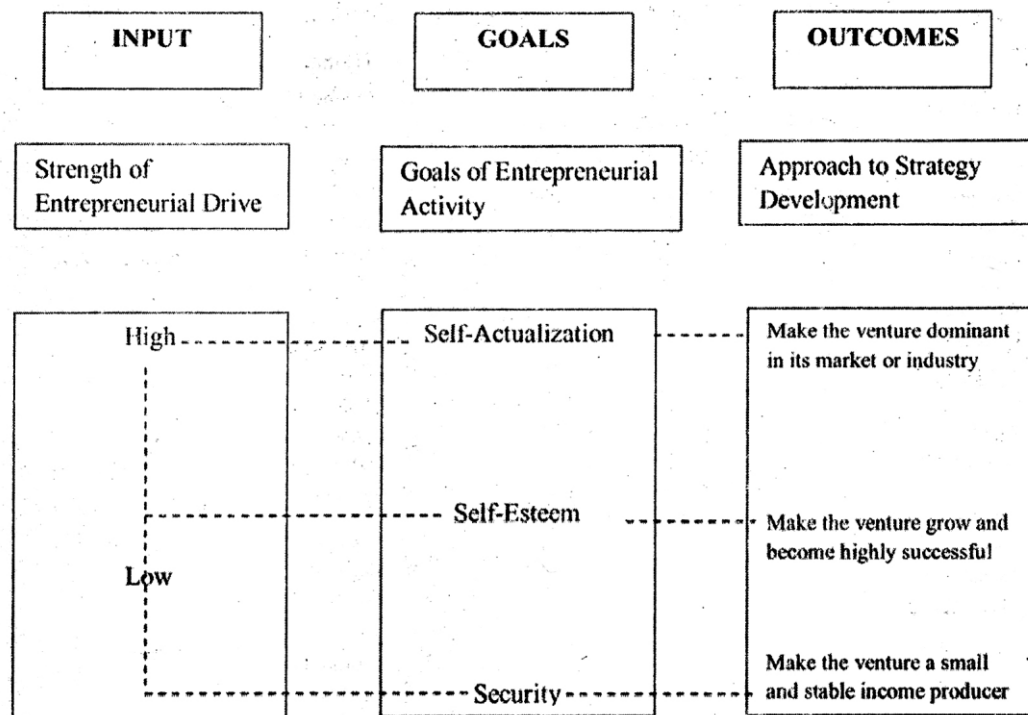 INPUT
GOALS
OUTCOMES
Strength of
Entrepreneurial Drive
Goals of Entrepreneurial
Activity
Approach to Strategy
Development
High
Self-Actualization
Make the venture dominant
in its market or industry
Self-Esteem
Make the venture grow and
become highly successful
Low
Security
Make the venture a small
and stable income producer